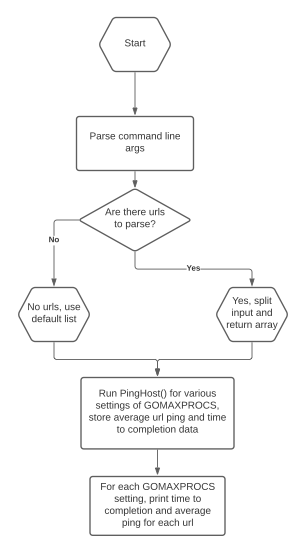 Start
Parse command line
args
Are there urls
to parse?
No
Yes
No urls, use
default list
Yes, split
input and
return array
Run PingHost() for various
settings of GOMAXPROCS,
store average url ping and time
to completion data
For each GOMAXPROCS
setting, print time to
completion and average
ping for each url